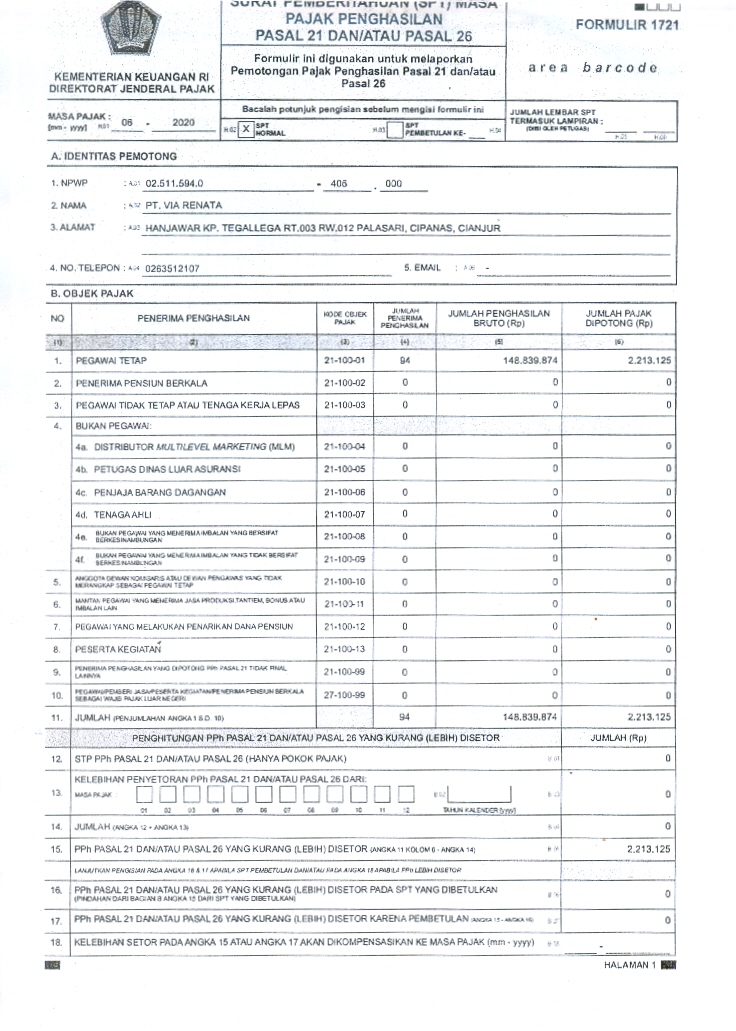 SURAT PEMBERITAHUAN (SPT) MASA
PAJAK PENGHASILAN
PASAL 21 DAN/ATAU PASAL 26
FORMULIR 1721
Formulir ini digunakan untuk melaporkan
Pemotongan Pajak Penghasilan Pasal 21 dan/atau
Pasal 26
area barcode
KEMENTERIAN KEUANGAN RI
DIREKTORAT JENDERAL PAJAK
Bacalah petunjuk pengisian sebelum mengisi formulir ini
MASA PAJAK :
[mm - yyyy] H.01 06 - 2020
H.02 X SPT NORMAL
H.03 SPT PEMBETULAN KE- H.04
JUMLAH LEMBAR SPT
TERMASUK LAMPIRAN :
(DIISI OLEH PETUGAS) H.05 H.06
A. IDENTITAS PEMOTONG
1. NPWP : A.01 02.511.594.0 - 406 . 000
2. NAMA : A.02 PT. VIA RENATA
3. ALAMAT : A.03 HANJAWAR KP. TEGALLEGA RT.003 RW.012 PALASARI, CIPANAS, CIANJUR
4. NO. TELEPON : A.04 0263512107 5. EMAIL : A.05 -
B. OBJEK PAJAK
NO PENERIMA PENGHASILAN KODE OBJEK PAJAK JUMLAH PENERIMA PENGHASILAN JUMLAH PENGHASILAN BRUTO (Rp) JUMLAH PAJAK DIPOTONG (Rp)
(1) (2) (3) (4) (5) (6)
1. PEGAWAI TETAP 21-100-01 94 148.839.874 2.213.125
2. PENERIMA PENSIUN BERKALA 21-100-02 0 0 0
3. PEGAWAI TIDAK TETAP ATAU TENAGA KERJA LEPAS 21-100-03 0 0 0
4. BUKAN PEGAWAI:
4a. DISTRIBUTOR MULTILEVEL MARKETING (MLM) 21-100-04 0 0 0
4b. PETUGAS DINAS LUAR ASURANSI 21-100-05 0 0 0
4c. PENJAJA BARANG DAGANGAN 21-100-06 0 0 0
4d. TENAGA AHLI 21-100-07 0 0 0
4e. BUKAN PEGAWAI YANG MENERIMA IMBALAN YANG BERSIFAT BERKESINAMBUNGAN 21-100-08 0 0 0
4f. BUKAN PEGAWAI YANG MENERIMA IMBALAN YANG TIDAK BERSIFAT BERKESINAMBUNGAN 21-100-09 0 0 0
5. ANGGOTA DEWAN KOMISARIS ATAU DEWAN PENGAWAS YANG TIDAK MERANGKAP SEBAGAI PEGAWAI TETAP 21-100-10 0 0 0
6. MANTAN PEGAWAI YANG MENERIMA JASA PRODUKSI, TANTIEM, BONUS ATAU IMBALAN LAIN 21-100-11 0 0 0
7. PEGAWAI YANG MELAKUKAN PENARIKAN DANA PENSIUN 21-100-12 0 0 0
8. PESERTA KEGIATAN 21-100-13 0 0 0
9. PENERIMA PENGHASILAN YANG DIPOTONG PPh PASAL 21 TIDAK FINAL LAINNYA 21-100-99 0 0 0
10. PEGAWAI/PEMBERI JASA/PESERTA KEGIATAN/PENERIMA PENSIUN BERKALA SEBAGAI WAJIB PAJAK LUAR NEGERI 27-100-99 0 0 0
11. JUMLAH (PENJUMLAHAN ANGKA 1 S.D. 10) 94 148.839.874 2.213.125
PENGHITUNGAN PPh PASAL 21 DAN/ATAU PASAL 26 YANG KURANG (LEBIH) DISETOR JUMLAH (Rp)
12. STP PPh PASAL 21 DAN/ATAU PASAL 26 (HANYA POKOK PAJAK) 0
KELEBIHAN PENYETORAN PPh PASAL 21 DAN/ATAU PASAL 26 DARI:
13. MASA PAJAK : 0
01 02 03 04 05 06 07 08 09 10 11 12 TAHUN KALENDER [yyyy]
14. JUMLAH (ANGKA 12 + ANGKA 13) 0
15. PPh PASAL 21 DAN/ATAU PASAL 26 YANG KURANG (LEBIH) DISETOR (ANGKA 11 KOLOM 6 - ANGKA 14) 2.213.125
LANJUTKAN PENGISIAN PADA ANGKA 16 & 17 APABILA SPT PEMBETULAN DAN/ATAU PADA ANGKA 18 APABILA PPh LEBIH DISETOR
16. PPh PASAL 21 DAN/ATAU PASAL 26 YANG KURANG (LEBIH) DISETOR PADA SPT YANG DIBETULKAN 0
(PINDAHAN DARI BAGIAN B ANGKA 15 DARI SPT YANG DIBETULKAN)
17. PPh PASAL 21 DAN/ATAU PASAL 26 YANG KURANG (LEBIH) DISETOR KARENA PEMBETULAN (ANGKA 15 - ANGKA 16) 0
18. KELEBIHAN SETOR PADA ANGKA 15 ATAU ANGKA 17 AKAN DIKOMPENSASIKAN KE MASA PAJAK (mm - yyyy) -
HALAMAN 1